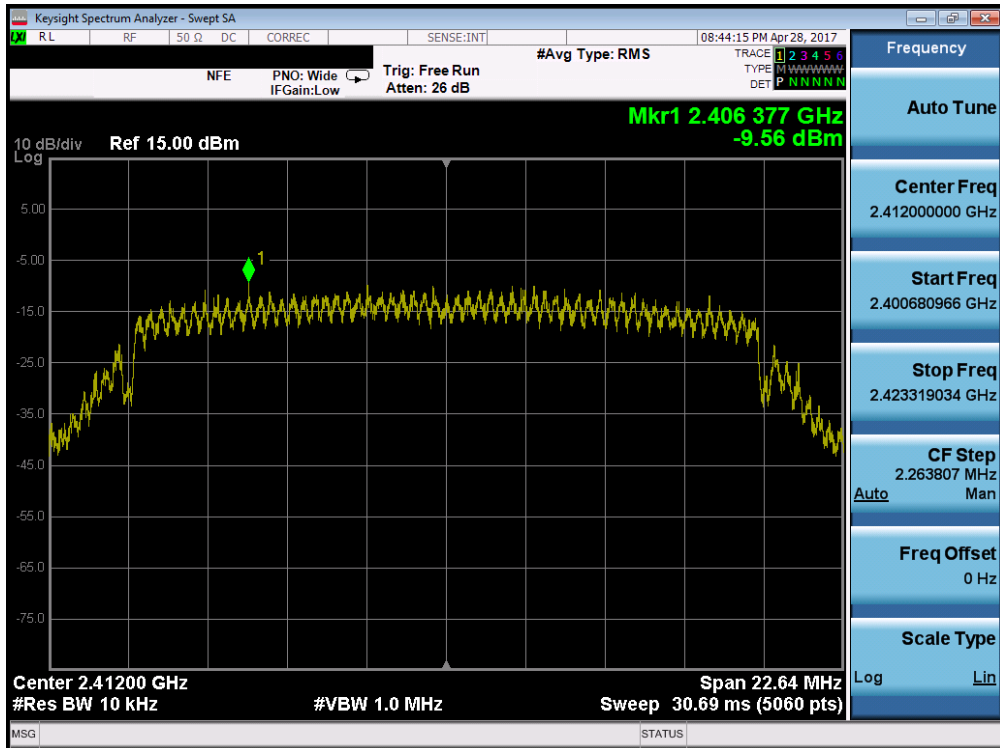 Keysight Spectrum Analyzer - Swept SA
LXI RL RF 50 Ω DC CORREC SENSE:INT 08:44:15 PM Apr 28, 2017
#Avg Type: RMS
TRACE 1 2 3 4 5 6
TYPE M W W W W W
DET P N N N N N
NFE PNO: Wide Trig: Free Run
IFGain:Low Atten: 26 dB
Mkr1 2.406 377 GHz
-9.56 dBm
10 dB/div Ref 15.00 dBm
Log
1
5.00
-5.00
-15.0
-25.0
-35.0
-45.0
-55.0
-65.0
-75.0
Center 2.41200 GHz Span 22.64 MHz
#Res BW 10 kHz #VBW 1.0 MHz Sweep 30.69 ms (5060 pts)
MSG STATUS
Frequency
Auto Tune
Center Freq
2.412000000 GHz
Start Freq
2.400680966 GHz
Stop Freq
2.423319034 GHz
CF Step
2.263807 MHz
Auto Man
Freq Offset
0 Hz
Scale Type
Log Lin